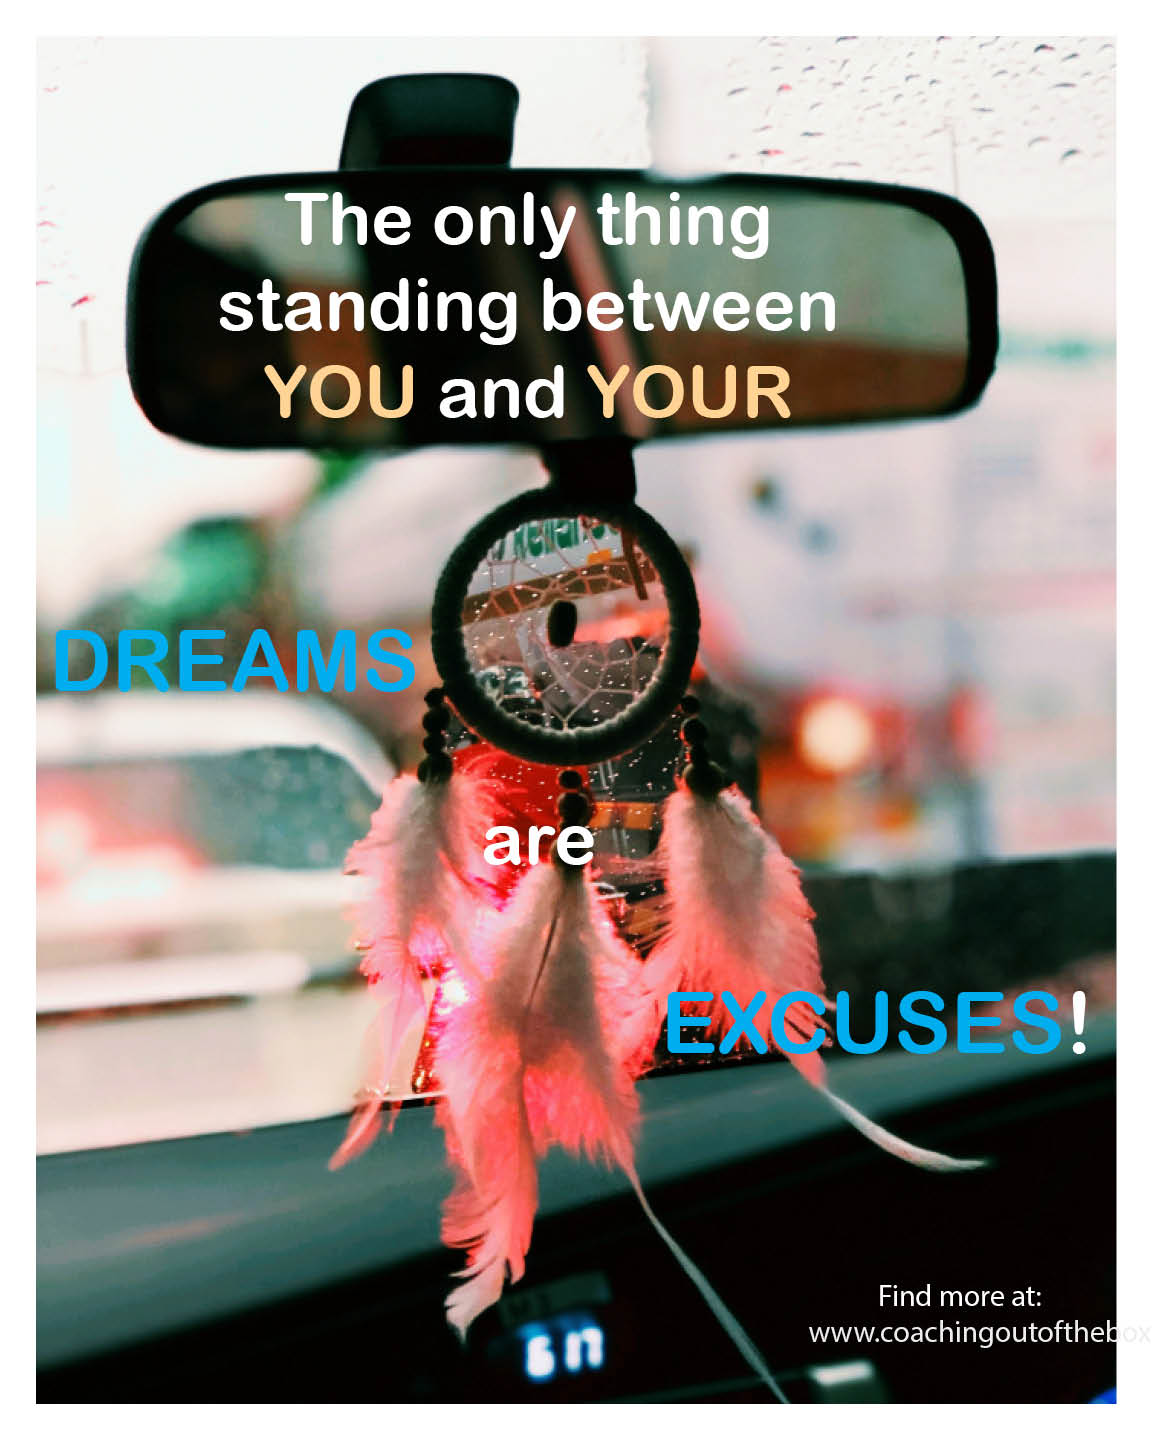 The only thing
standing between
YOU and YOUR
DREAMS
are
EXCUSES!
Find more at:
www.coachingoutofthebox